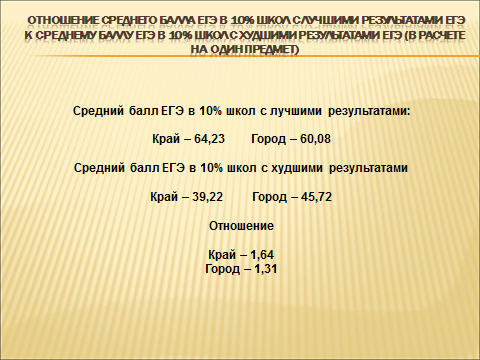 ОТНОШЕНИЕ СРЕДНЕГО БАЛЛА ЕГЭ В 10% ШКОЛ С ЛУЧШИМИ РЕЗУЛЬТАТАМИ ЕГЭ
К СРЕДНЕМУ БАЛЛУ ЕГЭ В 10% ШКОЛ С ХУДШИМИ РЕЗУЛЬТАТАМИ ЕГЭ (В РАСЧЕТЕ
НА ОДИН ПРЕДМЕТ)
Средний балл ЕГЭ в 10% школ с лучшими результатами:
Край – 64,23 Город – 60,08
Средний балл ЕГЭ в 10% школ с худшими результатами
Край – 39,22 Город – 45,72
Отношение
Край – 1,64
Город – 1,31